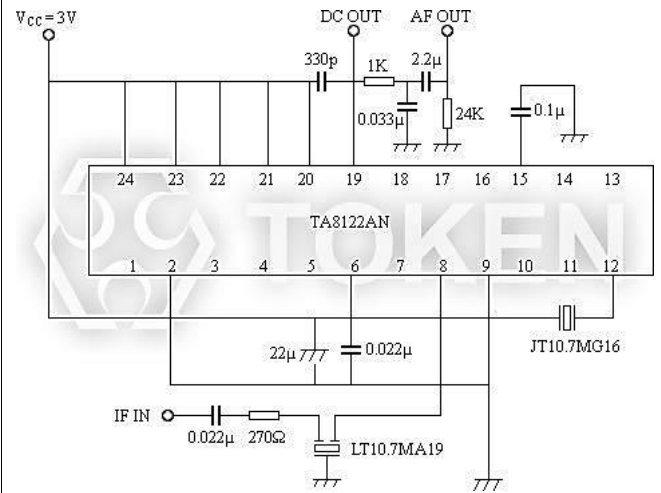 VCC=3V
DC OUT
AF OUT
330p
1K
2.2µ
0.033µ
24K
0.1µ
24 23 22 21 20 19 18 17 16 15 14 13
TOKEN
TA8122AN
1 2 3 4 5 6 7 8 9 10 11 12
22µ
0.022µ
JT10.7MG16
IF IN
0.022µ
270Ω
LT10.7MA19